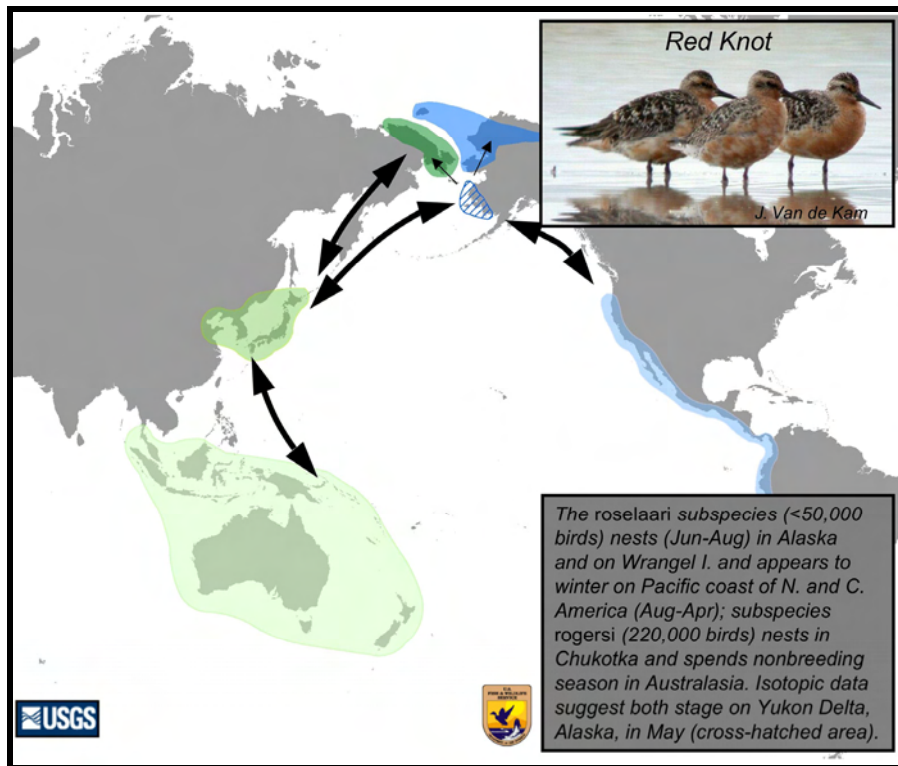 Red Knot
J. Van de Kam
The roselaari subspecies (<50,000
birds) nests (Jun-Aug) in Alaska
and on Wrangel I. and appears to
winter on Pacific coast of N. and C.
America (Aug-Apr); subspecies
rogersi (220,000 birds) nests in
Chukotka and spends nonbreeding
season in Australasia. Isotopic data
suggest both stage on Yukon Delta,
Alaska, in May (cross-hatched area).
USGS
U.S.
FISH & WILDLIFE
SERVICE